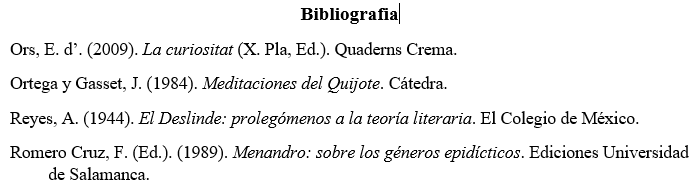 Bibliografia
Ors, E. d’. (2009). La curiositat (X. Pla, Ed.). Quaderns Crema.
Ortega y Gasset, J. (1984). Meditaciones del Quijote. Cátedra.
Reyes, A. (1944). El Deslinde: prolegómenos a la teoría literaria. El Colegio de México.
Romero Cruz, F. (Ed.). (1989). Menandro: sobre los géneros epidícticos. Ediciones Universidad
de Salamanca.